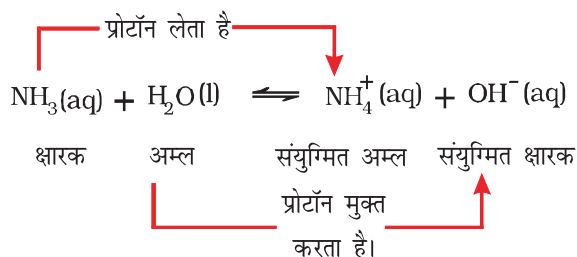 प्रोटॉन लेता है
NH₃(aq) + H₂O(l) ⇌ NH₄⁺(aq) + OH⁻(aq)
क्षारक अम्ल संयुग्मित अम्ल संयुग्मित क्षारक
प्रोटॉन मुक्त
करता है।